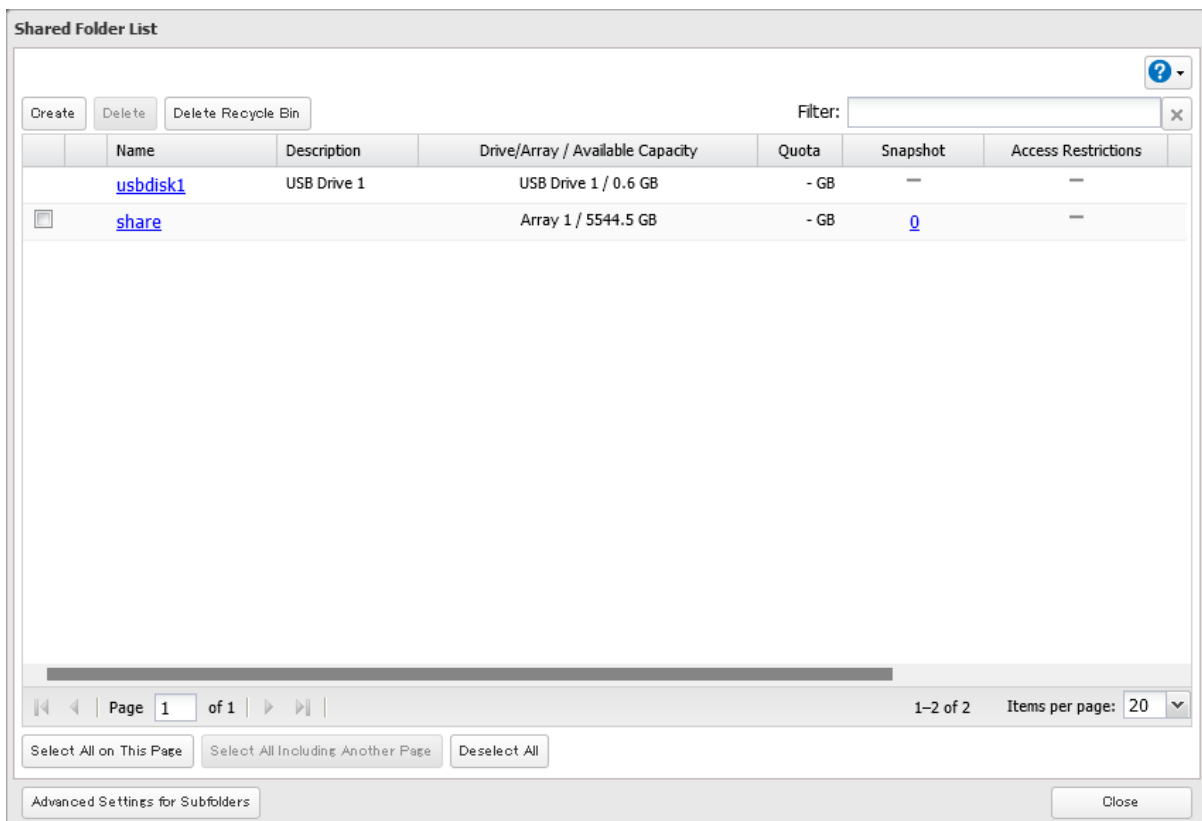 Shared Folder List
?
Create Delete Delete Recycle Bin Filter:
Name Description Drive/Array / Available Capacity Quota Snapshot Access Restrictions
usbdisk1 USB Drive 1 USB Drive 1 / 0.6 GB - GB — —
share Array 1 / 5544.5 GB - GB 0 —
Page 1 of 1 1–2 of 2 Items per page: 20
Select All on This Page Select All Including Another Page Deselect All
Advanced Settings for Subfolders Close